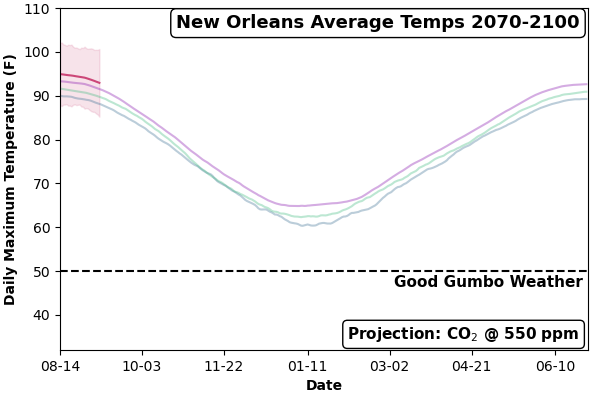 New Orleans Average Temps 2070-2100
Daily Maximum Temperature (F)
110
100
90
80
70
60
50
40
Good Gumbo Weather
Projection: CO₂ @ 550 ppm
08-14 10-03 11-22 01-11 03-02 04-21 06-10
Date